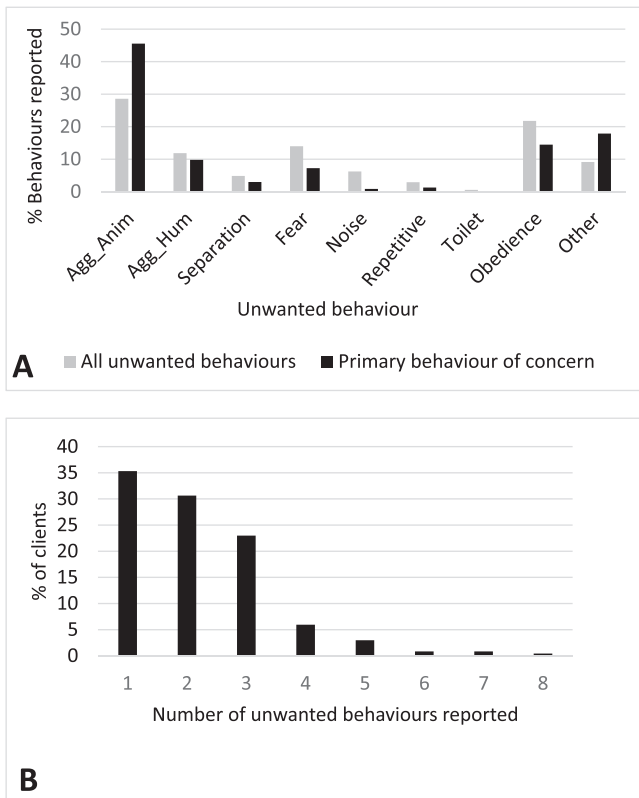 50
40
30
20
10
0
% Behaviours reported
Agg_Anim
Agg_Hum
Separation
Fear
Noise
Repetitive
Toilet
Obedience
Other
Unwanted behaviour
A
All unwanted behaviours Primary behaviour of concern
40
35
30
25
20
15
10
5
0
% of clients
1 2 3 4 5 6 7 8
Number of unwanted behaviours reported
B